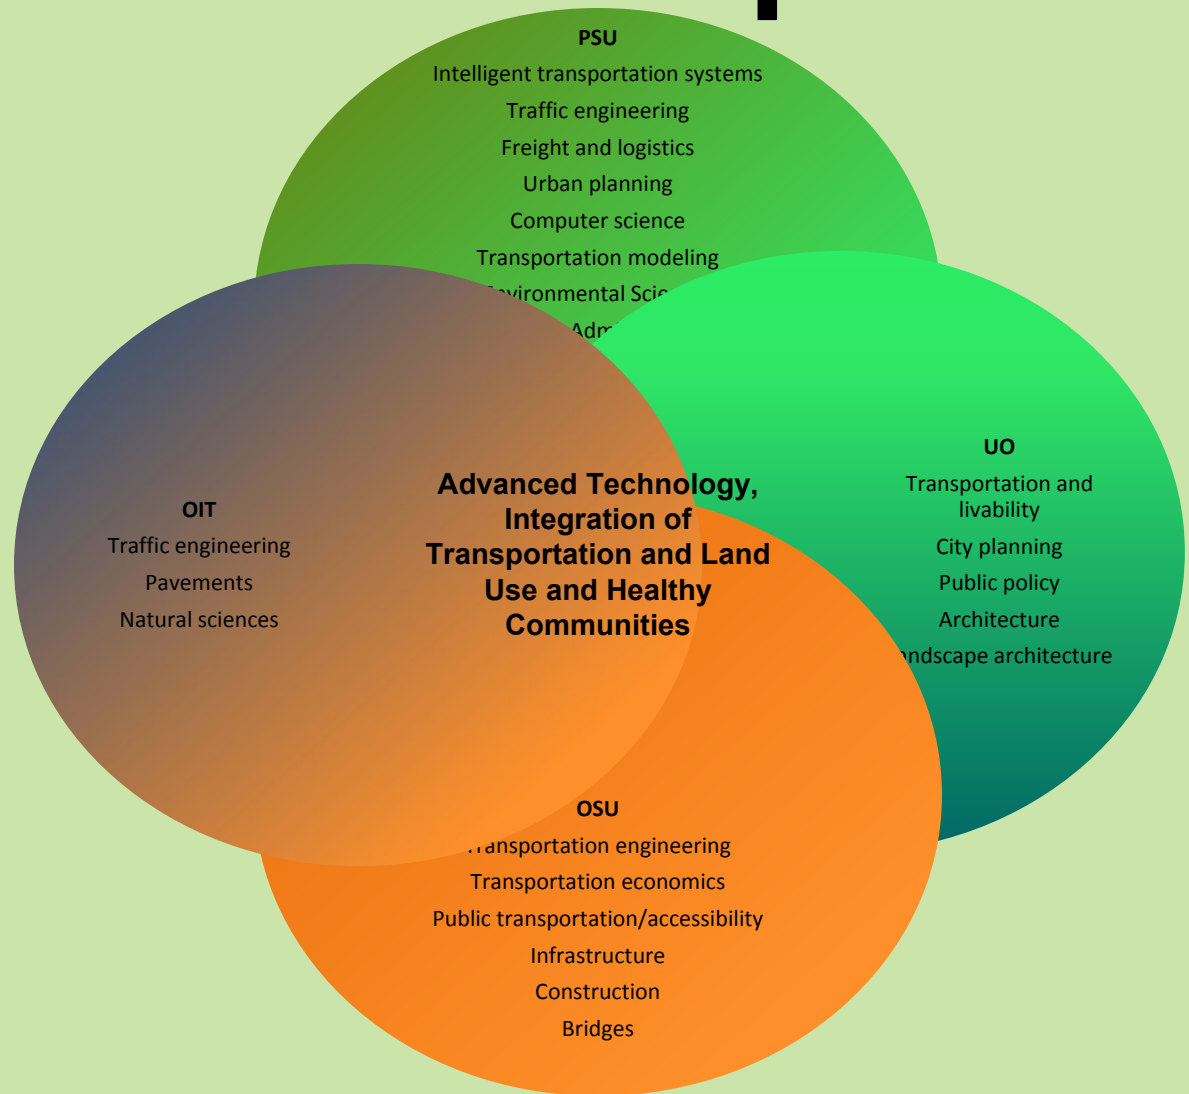 PSU
Intelligent transportation systems
Traffic engineering
Freight and logistics
Urban planning
Computer science
Transportation modeling
Environmental
Advanced Technology,
Integration of
Transportation and Land
Use and Healthy
Communities
OIT
Traffic engineering
Pavements
Natural sciences
UO
Transportation and
livability
City planning
Public policy
Architecture
architecture
OSU
Transportation engineering
Transportation economics
Public transportation/accessibility
Infrastructure
Construction
Bridges